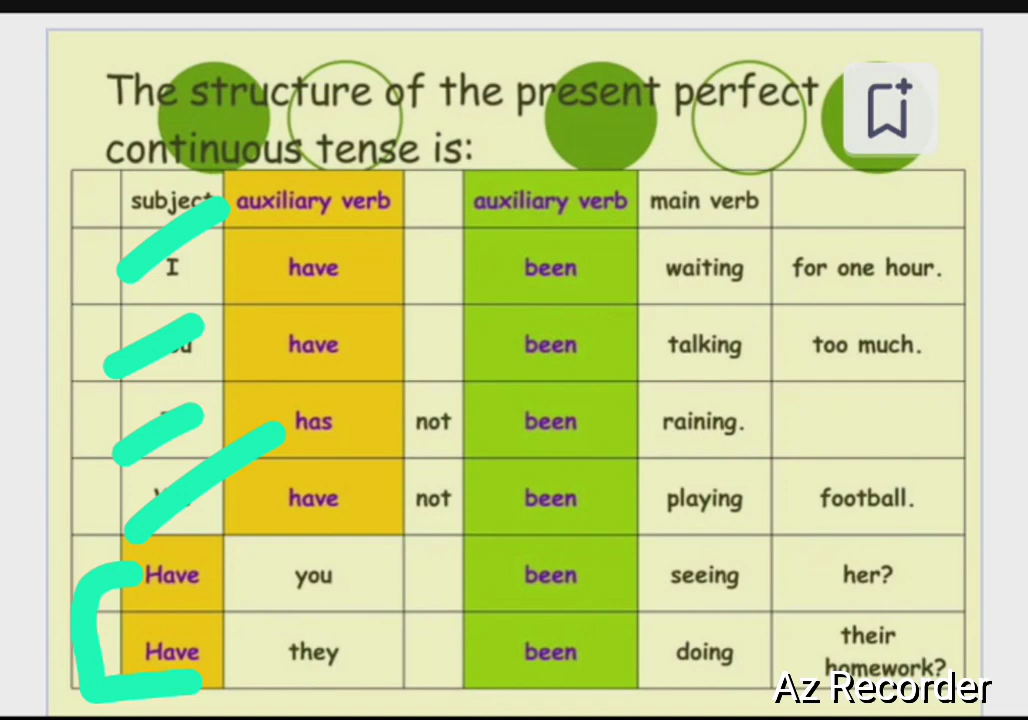 The structure of the present perfect
continuous tense is:
subject auxiliary verb auxiliary verb main verb
I have been waiting for one hour.
have been talking too much.
has not been raining.
have not been playing football.
Have you been seeing her?
Have they been doing their homework?
Az Recorder